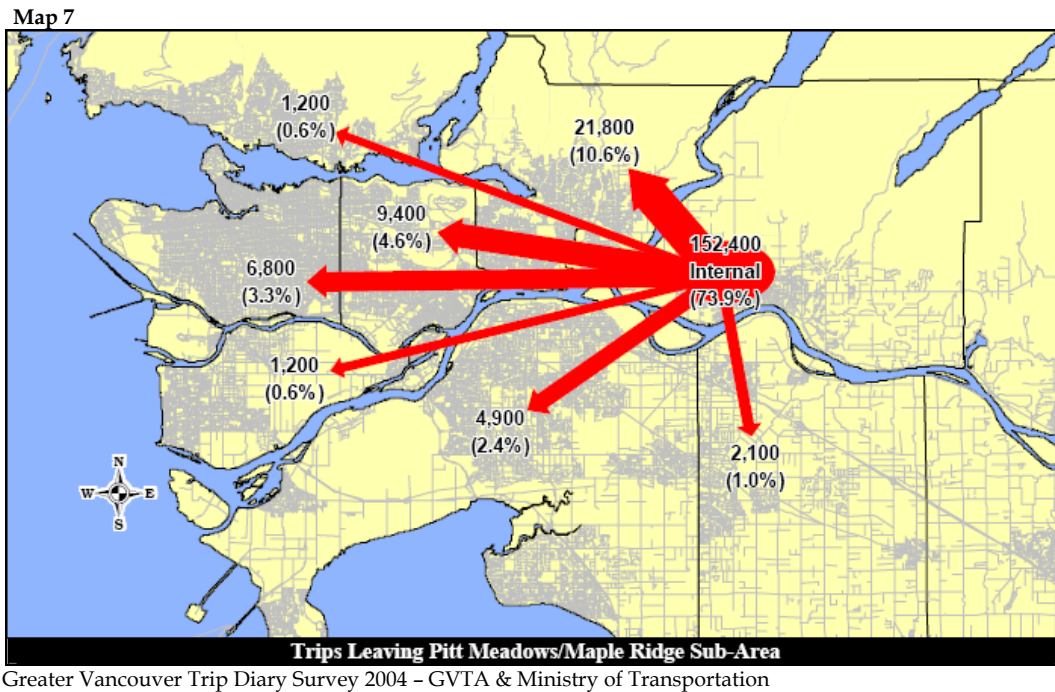 Map 7
1,200
(0.6%)
21,800
(10.6%)
9,400
(4.6%)
152,400
Internal
(73.9%)
6,800
(3.3%)
1,200
(0.6%)
4,900
(2.4%)
2,100
(1.0%)
N
W E
S
Trips Leaving Pitt Meadows/Maple Ridge Sub-Area
Greater Vancouver Trip Diary Survey 2004 – GVTA & Ministry of Transportation